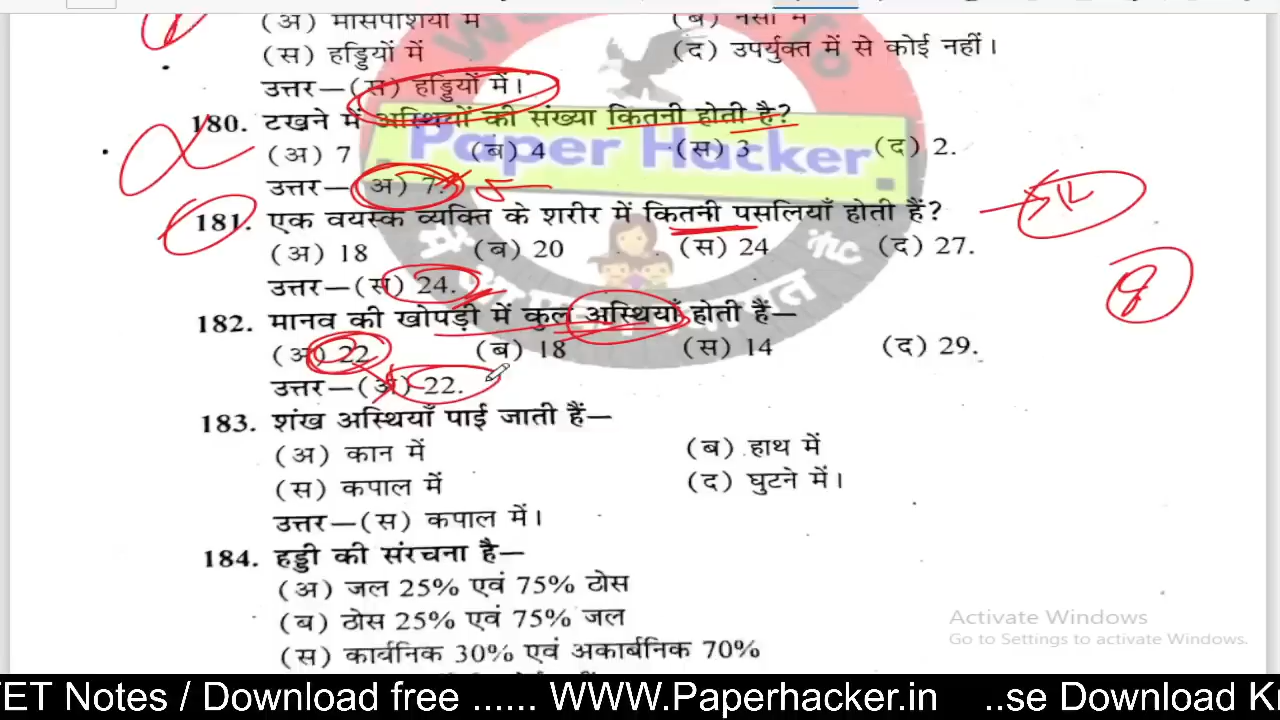 (अ) मांसपेशियों में (ब) नसों में
(स) हड्डियों में (द) उपर्युक्त में से कोई नहीं।
उत्तर—(स) हड्डियों में।
180. टखने में अस्थियों की संख्या कितनी होती है?
(अ) 7 (ब) 4 (स) 3 (द) 2.
उत्तर— अ) 7.
181. एक वयस्क व्यक्ति के शरीर में कितनी पसलियाँ होती हैं?
(अ) 18 (ब) 20 (स) 24 (द) 27.
उत्तर—(स) 24.
182. मानव की खोपड़ी में कुल अस्थियाँ होती हैं—
(अ) 22 (ब) 18 (स) 14 (द) 29.
उत्तर—(अ) 22.
183. शंख अस्थियाँ पाई जाती हैं—
(अ) कान में (ब) हाथ में
(स) कपाल में (द) घुटने में।
उत्तर—(स) कपाल में।
184. हड्डी की संरचना है—
(अ) जल 25% एवं 75% ठोस
(ब) ठोस 25% एवं 75% जल
(स) कार्वनिक 30% एवं अकार्बनिक 70%
Paper Hacker
Activate Windows
Go to Settings to activate Windows.
TET Notes / Download free ...... WWW.Paperhacker.in ..se Download K